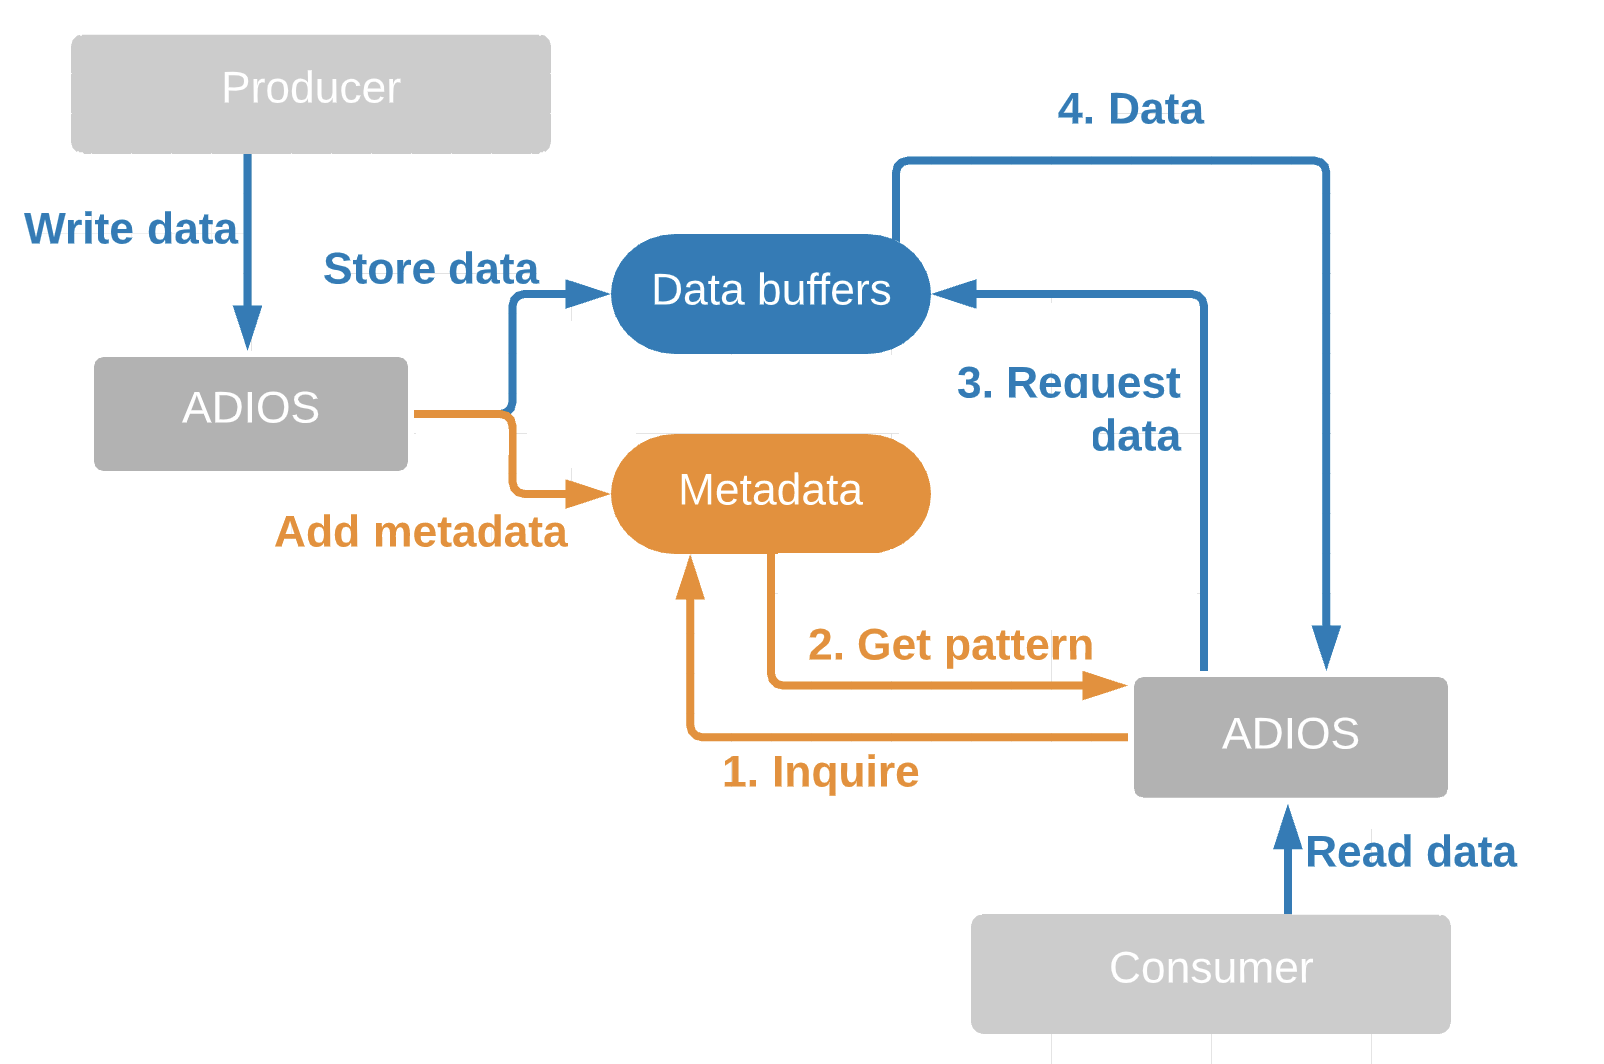 Producer
4. Data
Write data
Store data
Data buffers
3. Request
data
ADIOS
Metadata
Add metadata
2. Get pattern
ADIOS
1. Inquire
Read data
Consumer